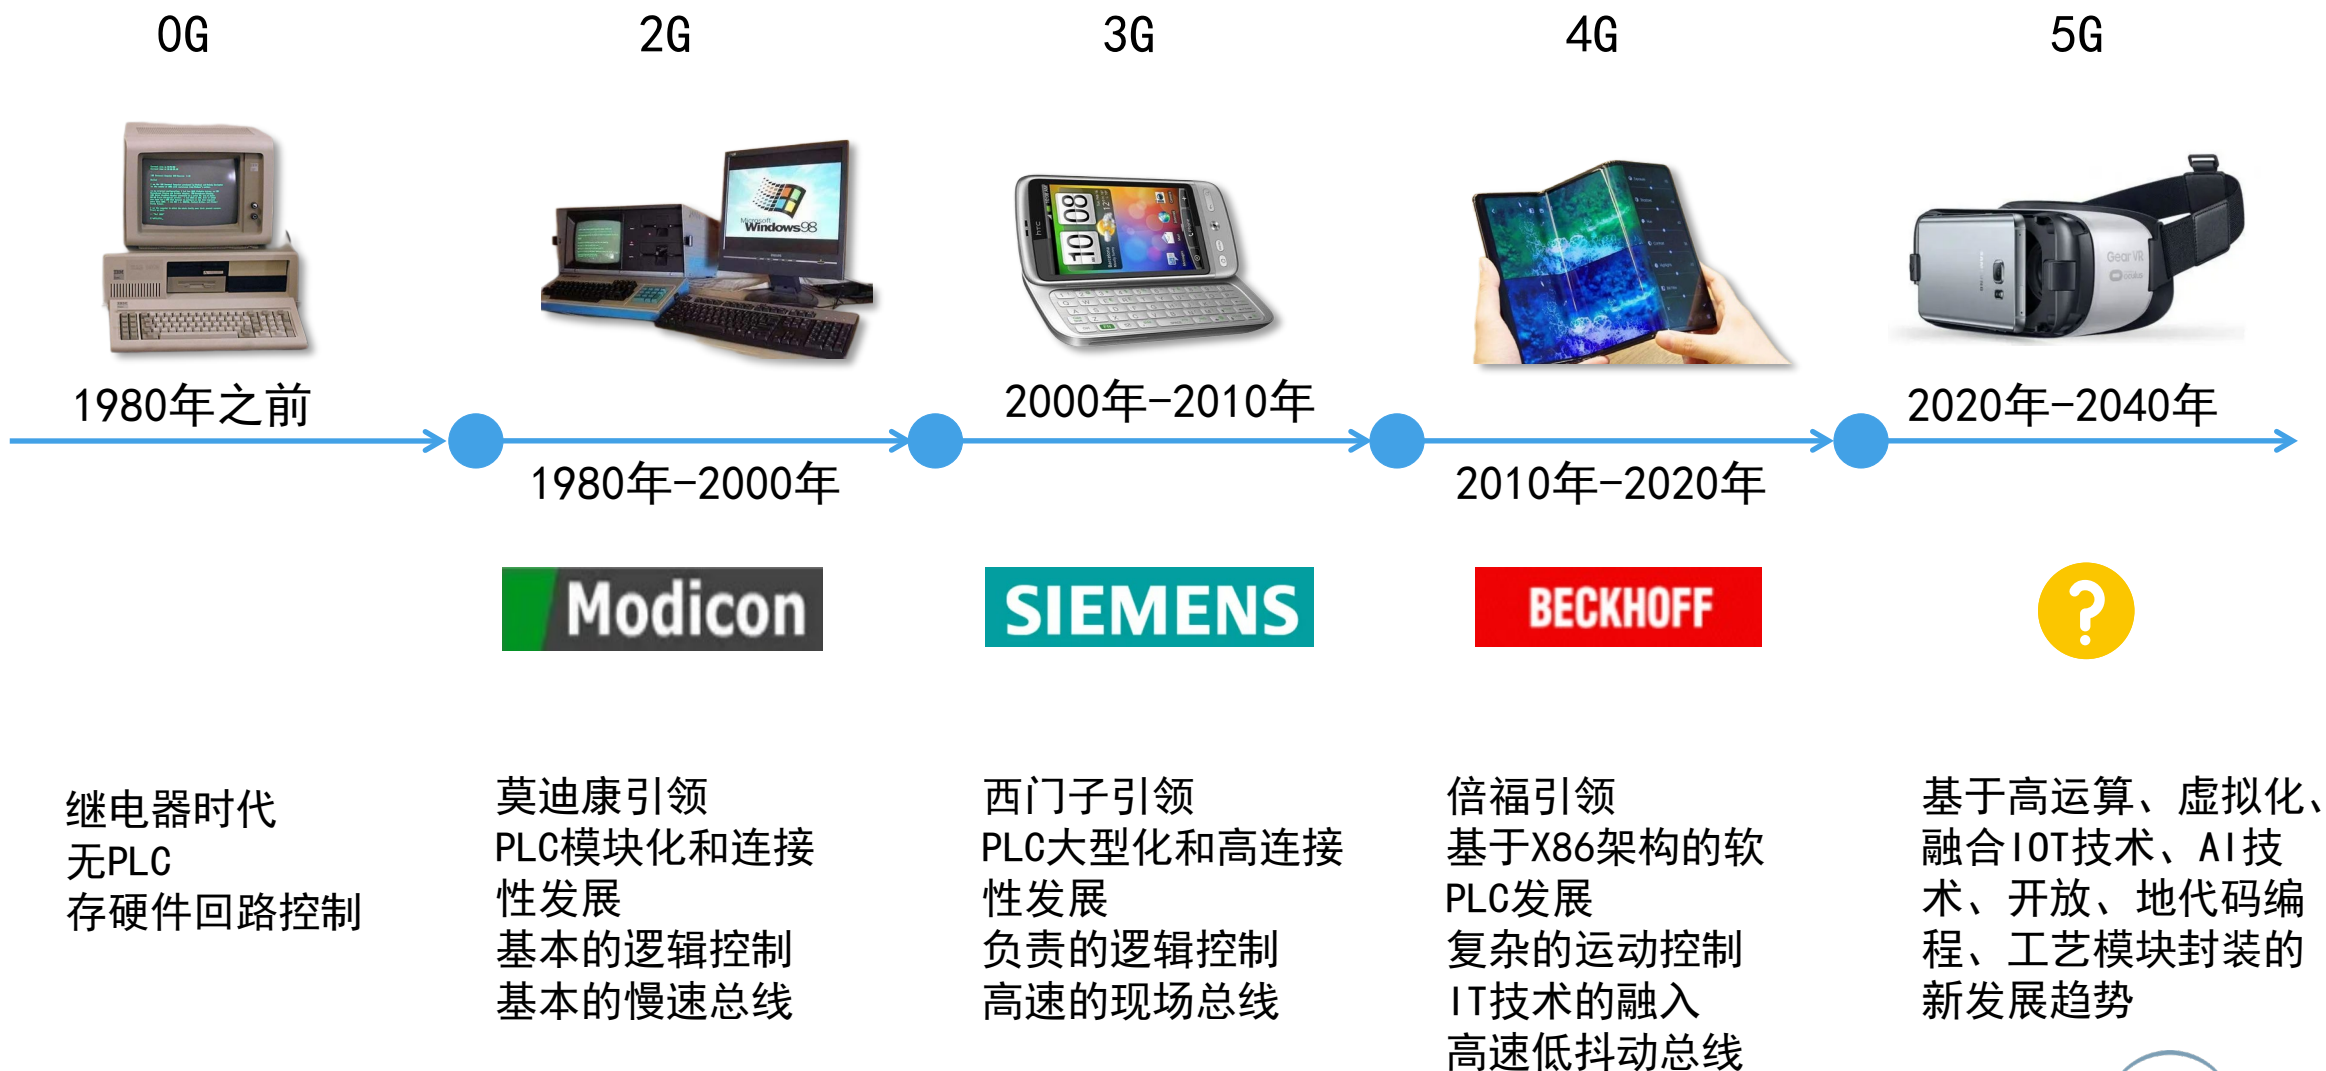 0G
2G
3G
4G
5G
Microsoft
Windows98
hTC
10 08
Gear VR
oculus
1980年之前
1980年-2000年
2000年-2010年
2010年-2020年
2020年-2040年
Modicon
SIEMENS
BECKHOFF
?
继电器时代
无PLC
存硬件回路控制
莫迪康引领
PLC模块化和连接
性发展
基本的逻辑控制
基本的慢速总线
西门子引领
PLC大型化和高连接
性发展
负责的逻辑控制
高速的现场总线
倍福引领
基于X86架构的软
PLC发展
复杂的运动控制
IT技术的融入
高速低抖动总线
基于高运算、虚拟化、
融合IOT技术、AI技
术、开放、地代码编
程、工艺模块封装的
新发展趋势